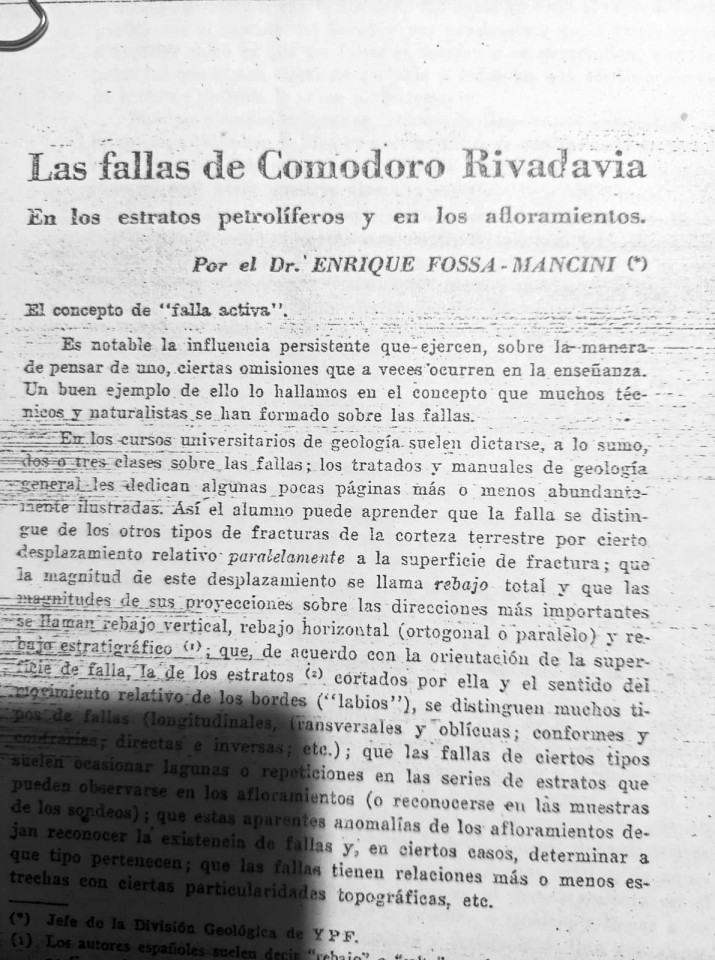 Las fallas de Comodoro Rivadavia
En los estratos petrolíferos y en los afloramientos.
Por el Dr. ENRIQUE FOSSA - MANCINI (*)
El concepto de "falla activa".
Es notable la influencia persistente que ejercen, sobre la manera
de pensar de uno, ciertas omisiones que a veces ocurren en la enseñanza.
Un buen ejemplo de ello lo hallamos en el concepto que muchos téc-
nicos y naturalistas se han formado sobre las fallas.
En los cursos universitarios de geología suelen dictarse, a lo sumo,
dos o tres clases sobre las fallas; los tratados y manuales de geología
general les dedican algunas pocas páginas más o menos abundante-
mente ilustradas. Así el alumno puede aprender que la falla se distin-
gue de los otros tipos de fracturas de la corteza terrestre por cierto
desplazamiento relativo paralelamente a la superficie de fractura; que
la magnitud de este desplazamiento se llama rebajo total y que las
magnitudes de sus proyecciones sobre las direcciones más importantes
se llaman rebajo vertical, rebajo horizontal (ortogonal o paralelo) y re-
bajo estratigráfico (1); que, de acuerdo con la orientación de la super-
ficie de falla, la de los estratos (2) cortados por ella y el sentido del
movimiento relativo de los bordes ("labios"), se distinguen muchos ti-
pos de fallas (longitudinales, transversales y oblícuas; conformes y
contrarias; directas e inversas; etc.); que las fallas de ciertos tipos
suelen ocasionar lagunas o repeticiones en las series de estratos que
pueden observarse en los afloramientos (o reconocerse en las muestras
de los sondeos); que estas aparentes anomalías de los afloramientos de-
jan reconocer la existencia de fallas y, en ciertos casos, determinar a
que tipo pertenecen; que las fallas tienen relaciones más o menos es-
trechas con ciertas particularidades topográficas, etc.
(*) Jefe de la División Geológica de YPF.
(1) Los autores españoles suelen decir "rebajo"